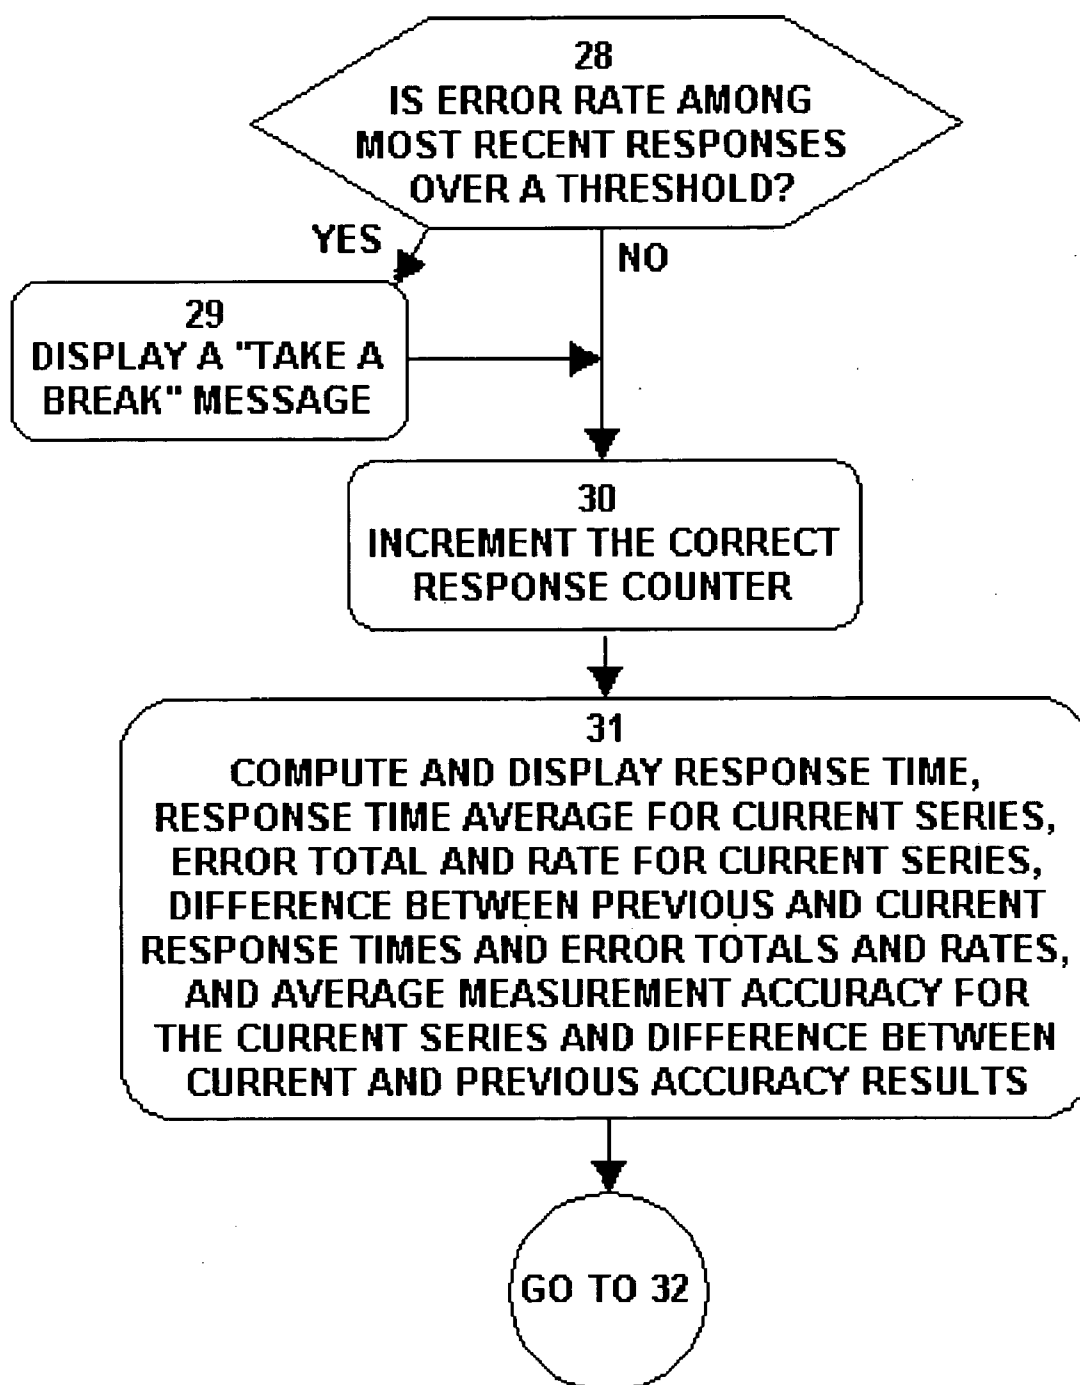 28
IS ERROR RATE AMONG
MOST RECENT RESPONSES
OVER A THRESHOLD?
YES
NO
29
DISPLAY A "TAKE A
BREAK" MESSAGE
30
INCREMENT THE CORRECT
RESPONSE COUNTER
31
COMPUTE AND DISPLAY RESPONSE TIME,
RESPONSE TIME AVERAGE FOR CURRENT SERIES,
ERROR TOTAL AND RATE FOR CURRENT SERIES,
DIFFERENCE BETWEEN PREVIOUS AND CURRENT
RESPONSE TIMES AND ERROR TOTALS AND RATES,
AND AVERAGE MEASUREMENT ACCURACY FOR
THE CURRENT SERIES AND DIFFERENCE BETWEEN
CURRENT AND PREVIOUS ACCURACY RESULTS
GO TO 32